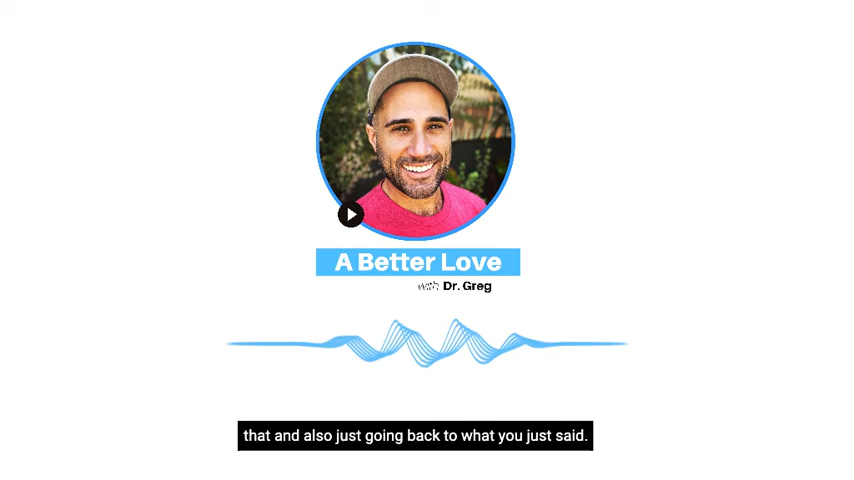 A Better Love
with Dr. Greg
that and also just going back to what you just said.